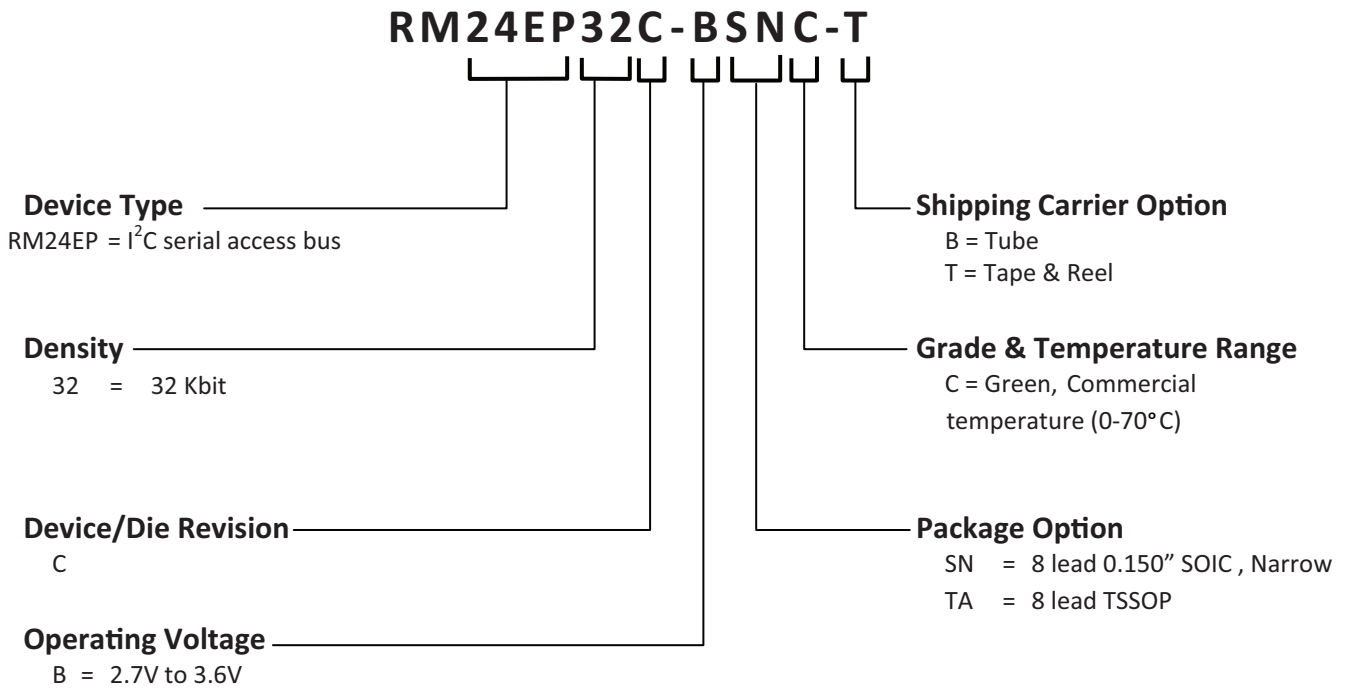 RM24EP32C-BSNC-T
Device Type
RM24EP = I²C serial access bus
Density
32 = 32 Kbit
Device/Die Revision
C
Operating Voltage
B = 2.7V to 3.6V
Shipping Carrier Option
B = Tube
T = Tape & Reel
Grade & Temperature Range
C = Green, Commercial
temperature (0-70°C)
Package Option
SN = 8 lead 0.150” SOIC , Narrow
TA = 8 lead TSSOP